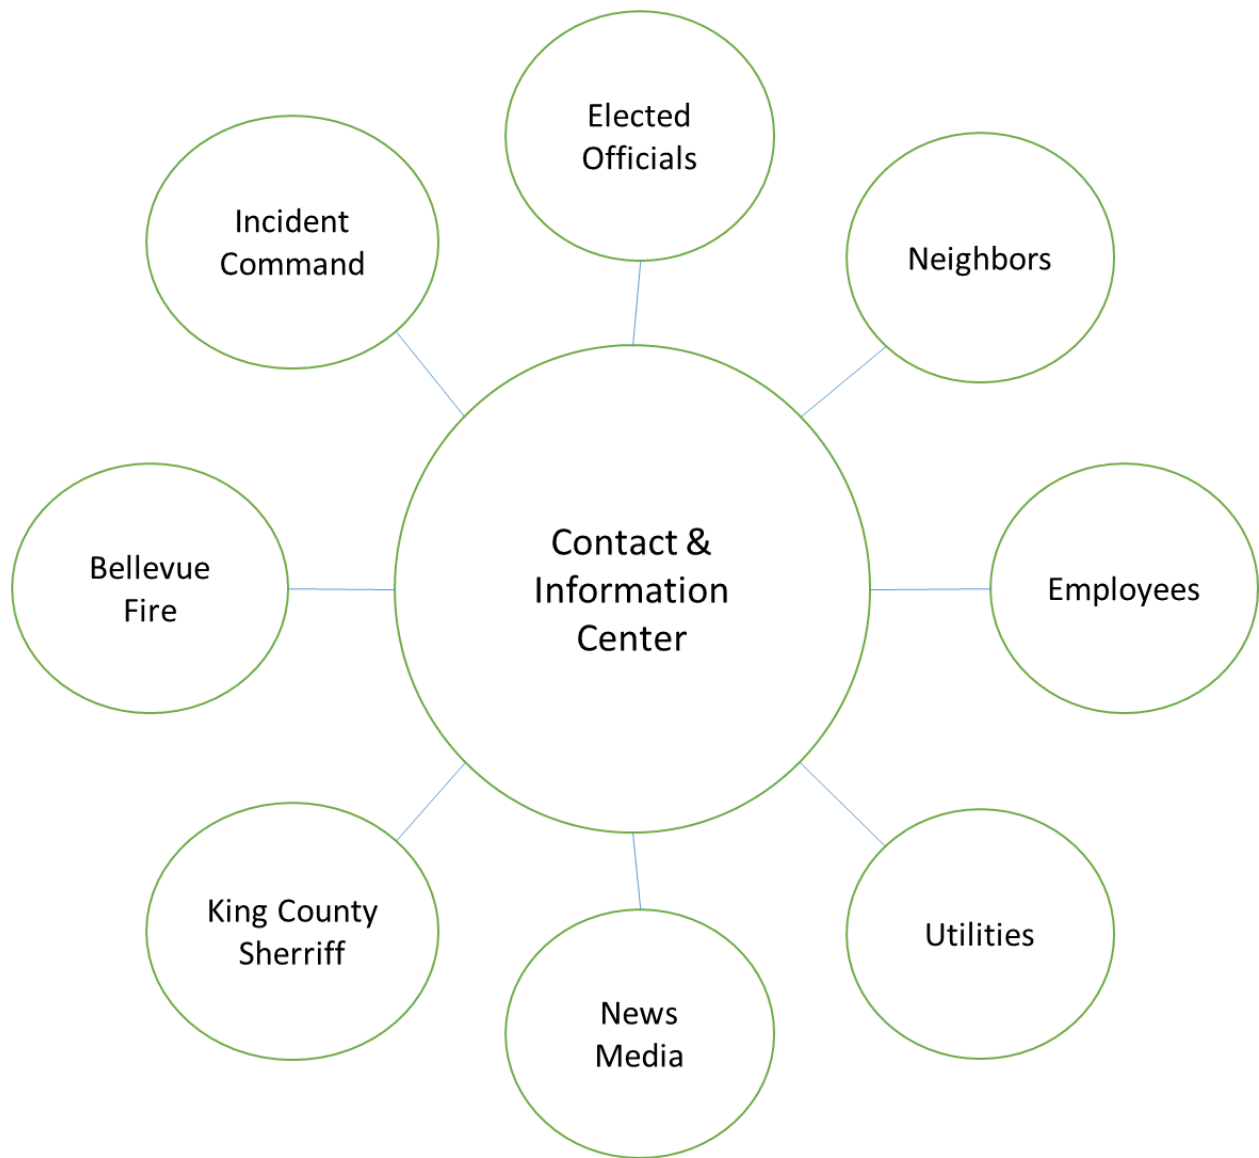 Elected
Officials
Incident
Command
Neighbors
Contact &
Information
Center
Bellevue
Fire
Employees
King County
Sherriff
Utilities
News
Media